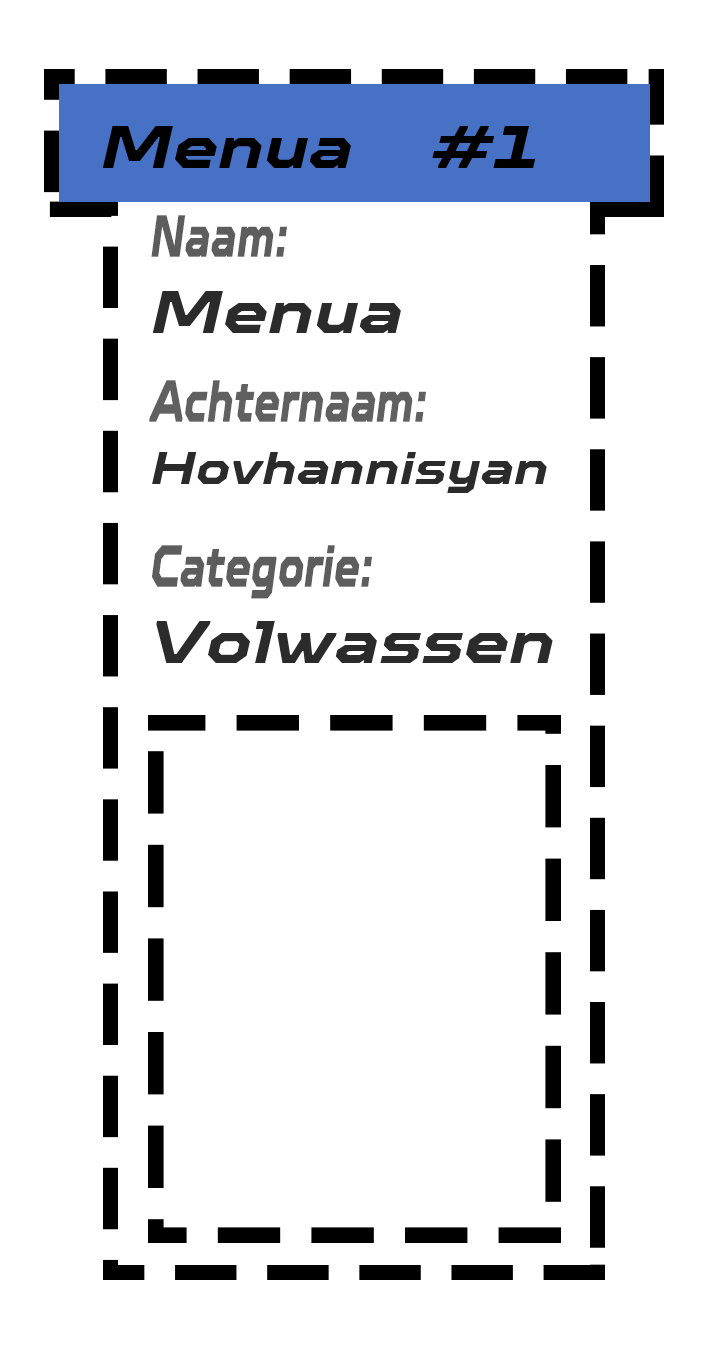 Menua #1
Naam:
Menua
Achternaam:
Hovhannisyan
Categorie:
Volwassen